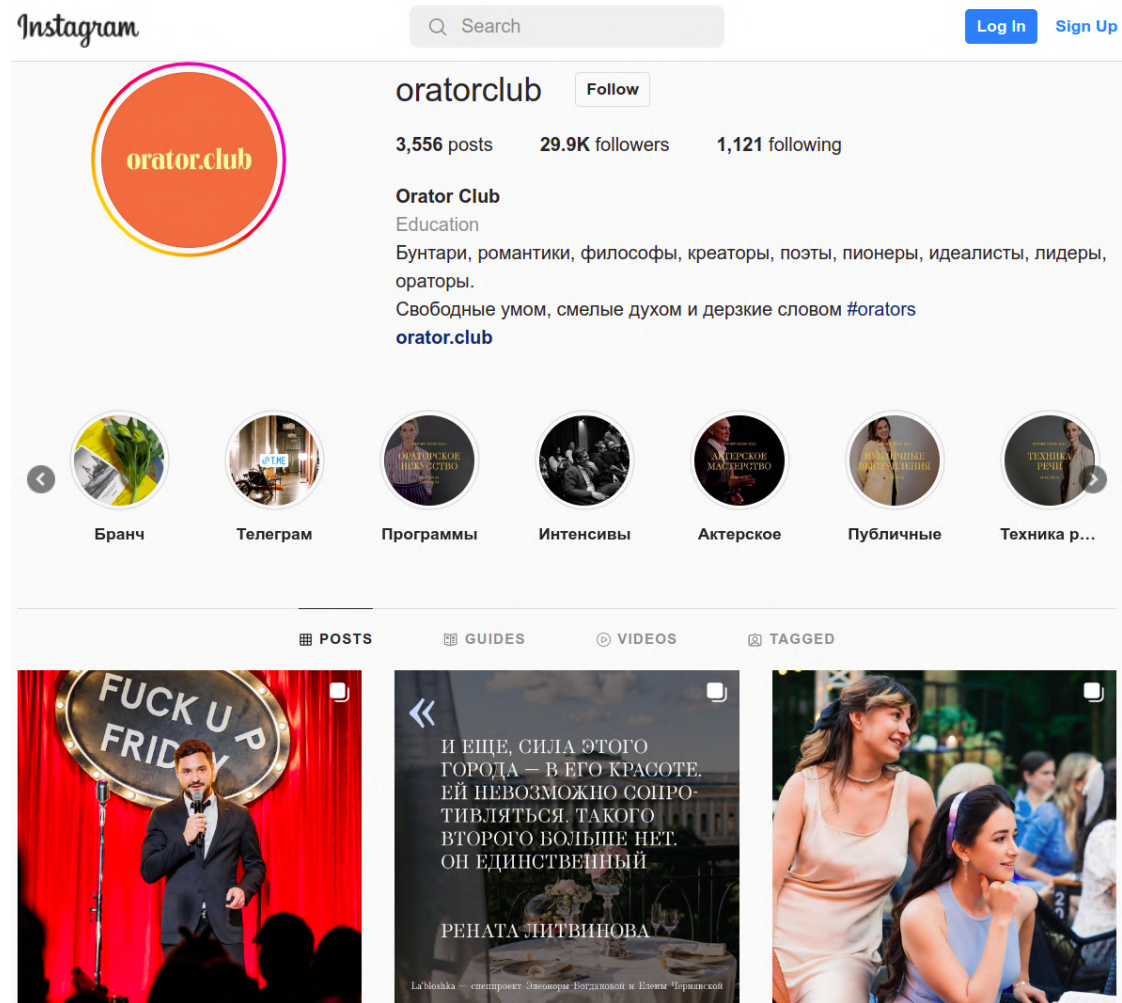 Instagram
Search
Log In
Sign Up
orator.club
oratorclub
Follow
3,556 posts
29.9K followers
1,121 following
Orator Club
Education
Бунтари, романтики, философы, креаторы, поэты, пионеры, идеалисты, лидеры,
ораторы.
Свободные умом, смелые духом и дерзкие словом #orators
orator.club
T.ME
ОРАТОРСКОЕ
ИСКУССТВО
АКТЕРСКОЕ
МАСТЕРСТВО
ПУБЛИЧНЫЕ
ВЫСТУПЛЕНИЯ
ТЕХНИКА
РЕЧИ
Бранч
Телеграм
Программы
Интенсивы
Актерское
Публичные
Техника р...
POSTS
GUIDES
VIDEOS
TAGGED
FUCK UP
FRIDAY
«
И ЕЩЕ, СИЛА ЭТОГО
ГОРОДА — В ЕГО КРАСОТЕ.
ЕЙ НЕВОЗМОЖНО СОПРО-
ТИВЛЯТЬСЯ. ТАКОГО
ВТОРОГО БОЛЬШЕ НЕТ.
ОН ЕДИНСТВЕННЫЙ
РЕНАТА ЛИТВИНОВА
La'bloshka — спецпроект Элеоноры Богдановой и Елены Чернявской